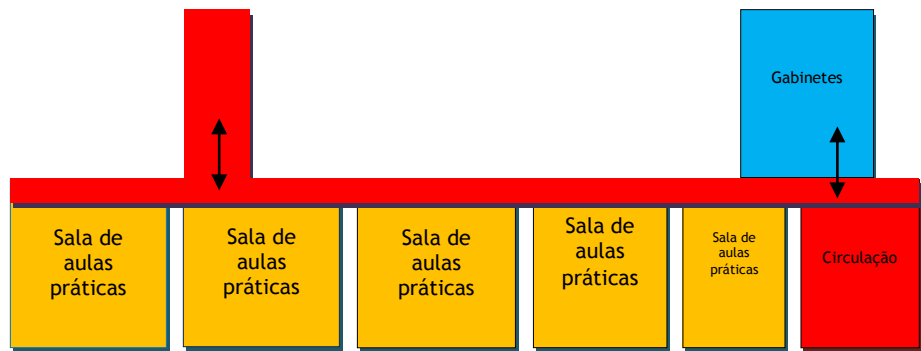 Gabinetes
Sala de
aulas
práticas
Sala de
aulas
práticas
Sala de
aulas
práticas
Sala de
aulas
práticas
Sala de
aulas
práticas
Circulação